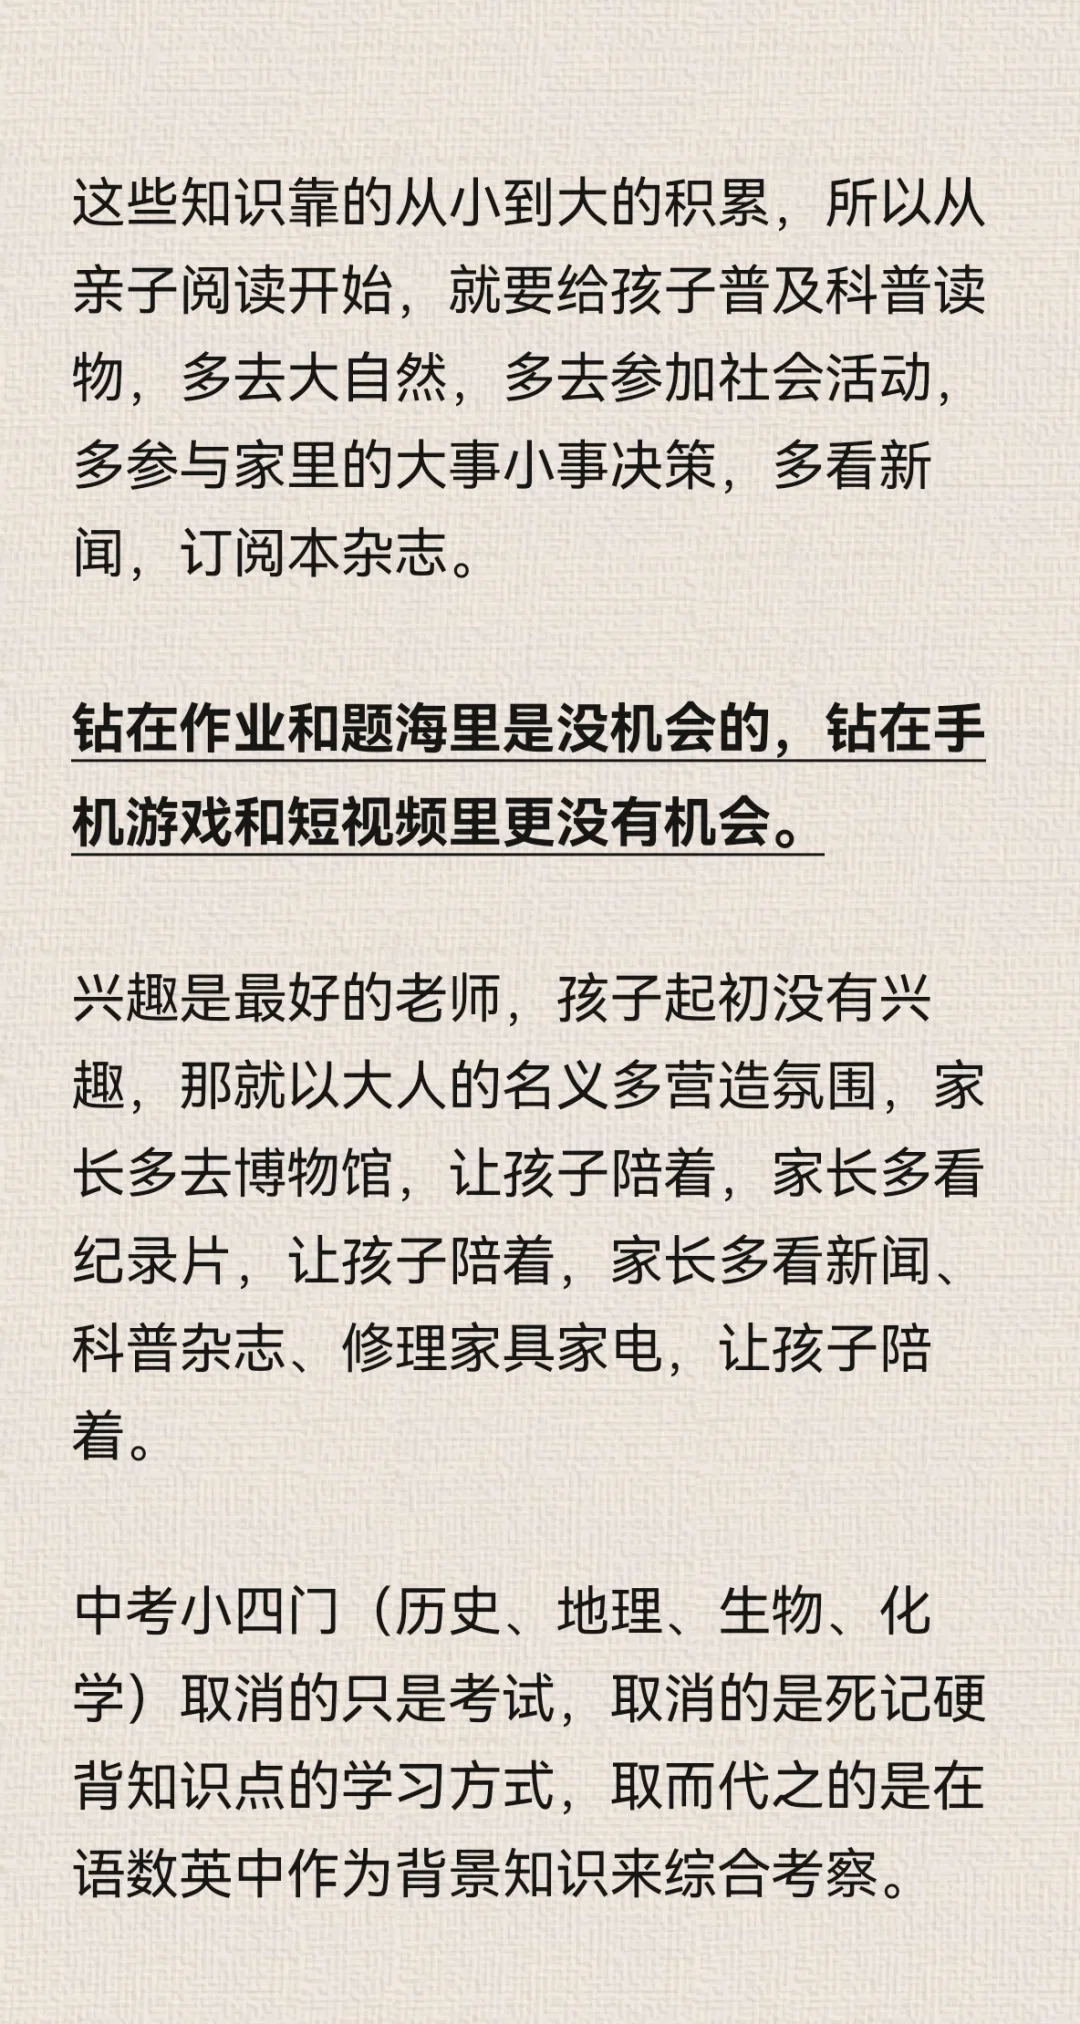 这些知识靠的从小到大的积累，所以从
亲子阅读开始，就要给孩子普及科普读
物，多去大自然，多去参加社会活动，
多参与家里的大事小事决策，多看新
闻，订阅本杂志。
钻在作业和题海里是没机会的，钻在手
机游戏和短视频里更没有机会。
兴趣是最好的老师，孩子起初没有兴
趣，那就以大人的名义多营造氛围，家
长多去博物馆，让孩子陪着，家长多看
纪录片，让孩子陪着，家长多看新闻、
科普杂志、修理家具家电，让孩子陪
着。
中考小四门（历史、地理、生物、化
学）取消的只是考试，取消的是死记硬
背知识点的学习方式，取而代之的是在
语数英中作为背景知识来综合考察。